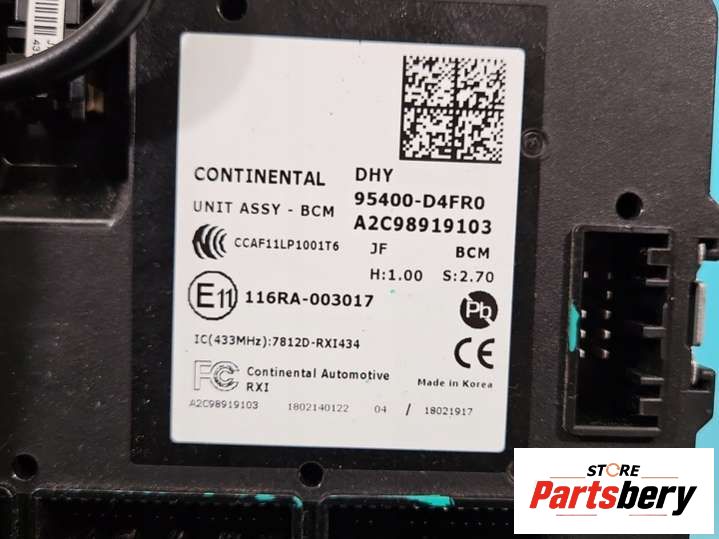 CONTINENTAL DHY
UNIT ASSY - BCM 95400-D4FR0
A2C98919103
CCAF11LP1001T6 JF BCM
H:1.00 S:2.70
E11 116RA-003017 Pb
IC(433MHz):7812D-RXI434
CE
FC Continental Automotive
RXI
Made in Korea
A2C98919103 1802140122 04 / 18021917
STORE
Partsbery